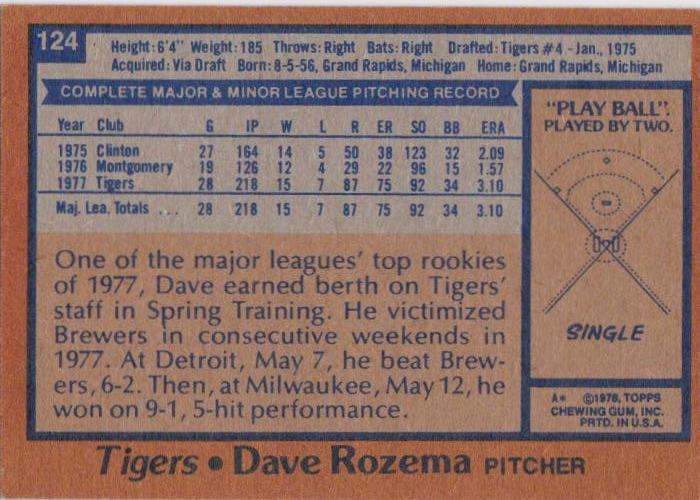 124
Height: 6'4" Weight: 185 Throws: Right Bats: Right Drafted: Tigers #4 - Jan., 1975
Acquired: Via Draft Born: 8-5-56, Grand Rapids, Michigan Home: Grand Rapids, Michigan
COMPLETE MAJOR & MINOR LEAGUE PITCHING RECORD
Year Club G IP W L R ER SO BB ERA
1975 Clinton 27 164 14 5 50 38 123 32 2.09
1976 Montgomery 19 126 12 4 29 22 96 15 1.57
1977 Tigers 28 218 15 7 87 75 92 34 3.10
Maj. Lea. Totals ... 28 218 15 7 87 75 92 34 3.10
One of the major leagues' top rookies
of 1977, Dave earned berth on Tigers'
staff in Spring Training. He victimized
Brewers in consecutive weekends in
1977. At Detroit, May 7, he beat Brew-
ers, 6-2. Then, at Milwaukee, May 12, he
won on 9-1, 5-hit performance.
"PLAY BALL".
PLAYED BY TWO.
SINGLE
A* ©1978, TOPPS
CHEWING GUM, INC.
PRTD. IN U.S.A.
Tigers • Dave Rozema PITCHER